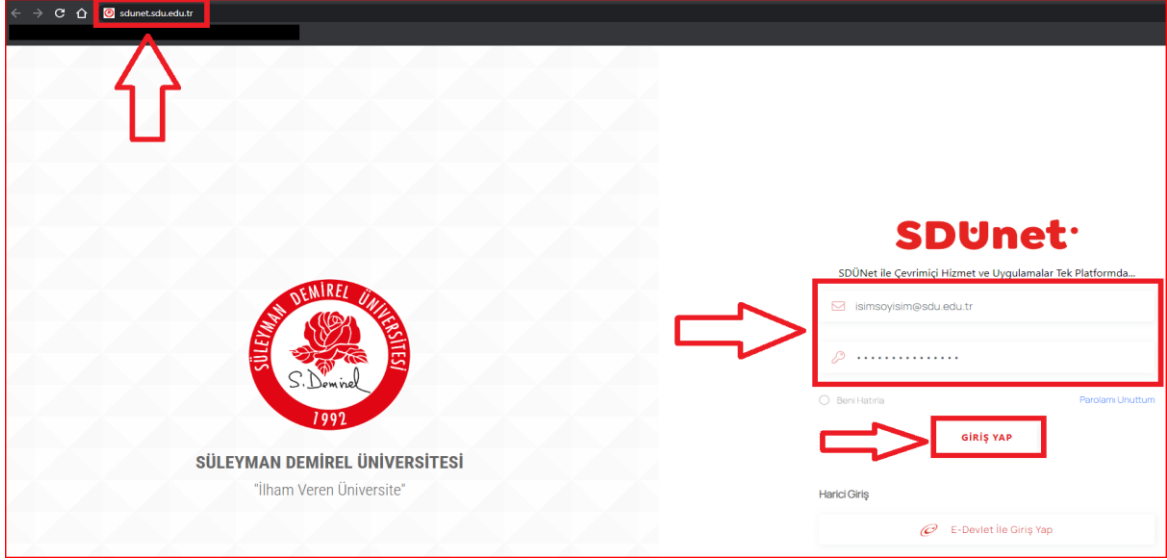 sdunet.sdu.edu.tr
SDÜnet
SDÜNet ile Çevrimiçi Hizmet ve Uygulamalar Tek Platformda...
isimsoyisim@sdu.edu.tr
Beni Hatırla
Parolamı Unuttum
GİRİŞ YAP
Harici Giriş
E-Devlet İle Giriş Yap
SÜLEYMAN DEMİREL ÜNİVERSİTESİ
S. Demirel
1992
SÜLEYMAN DEMİREL ÜNİVERSİTESİ
"İlham Veren Üniversite"